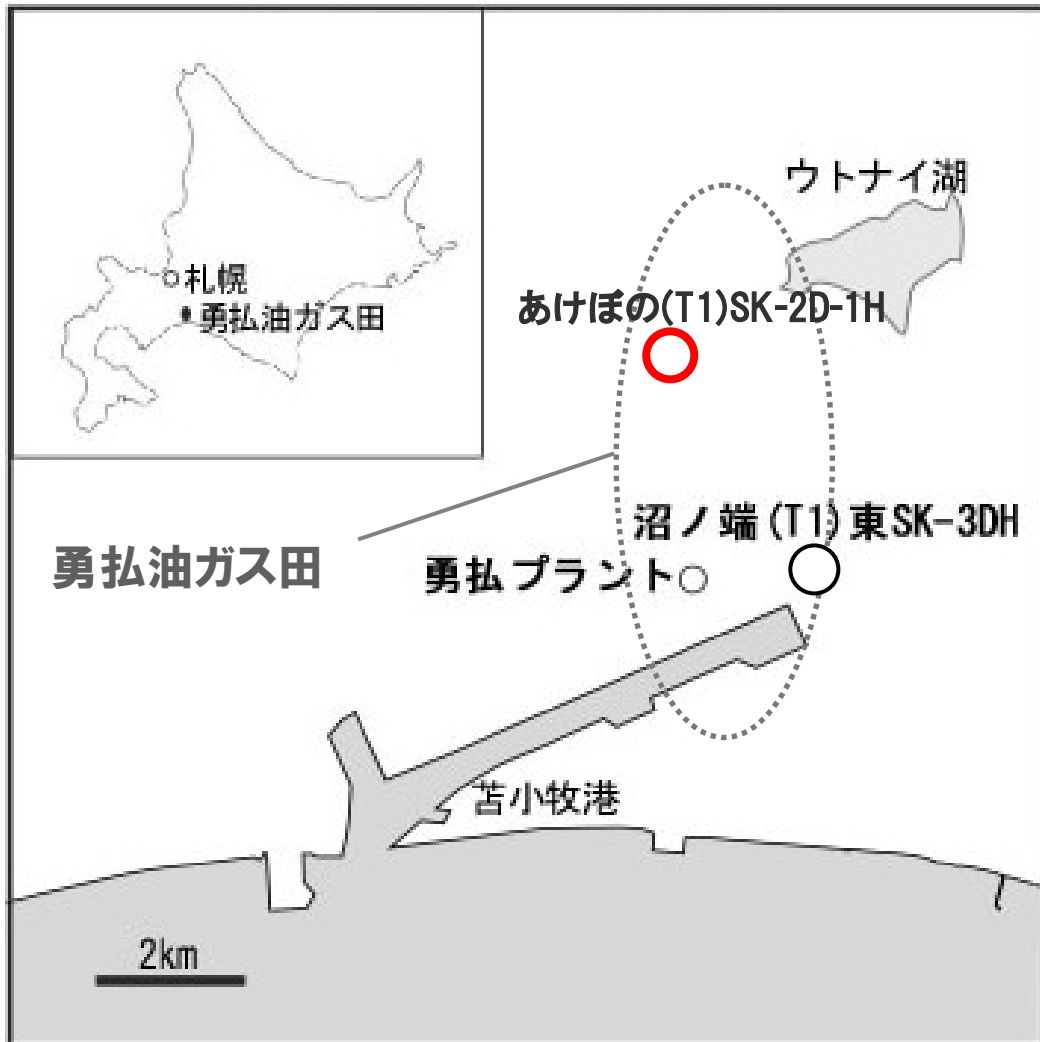 札幌
勇払油ガス田
ウトナイ湖
あけぼの(T1)SK-2D-1H
沼ノ端(T1)東SK-3DH
勇払油ガス田
勇払プラント
苫小牧港
2km